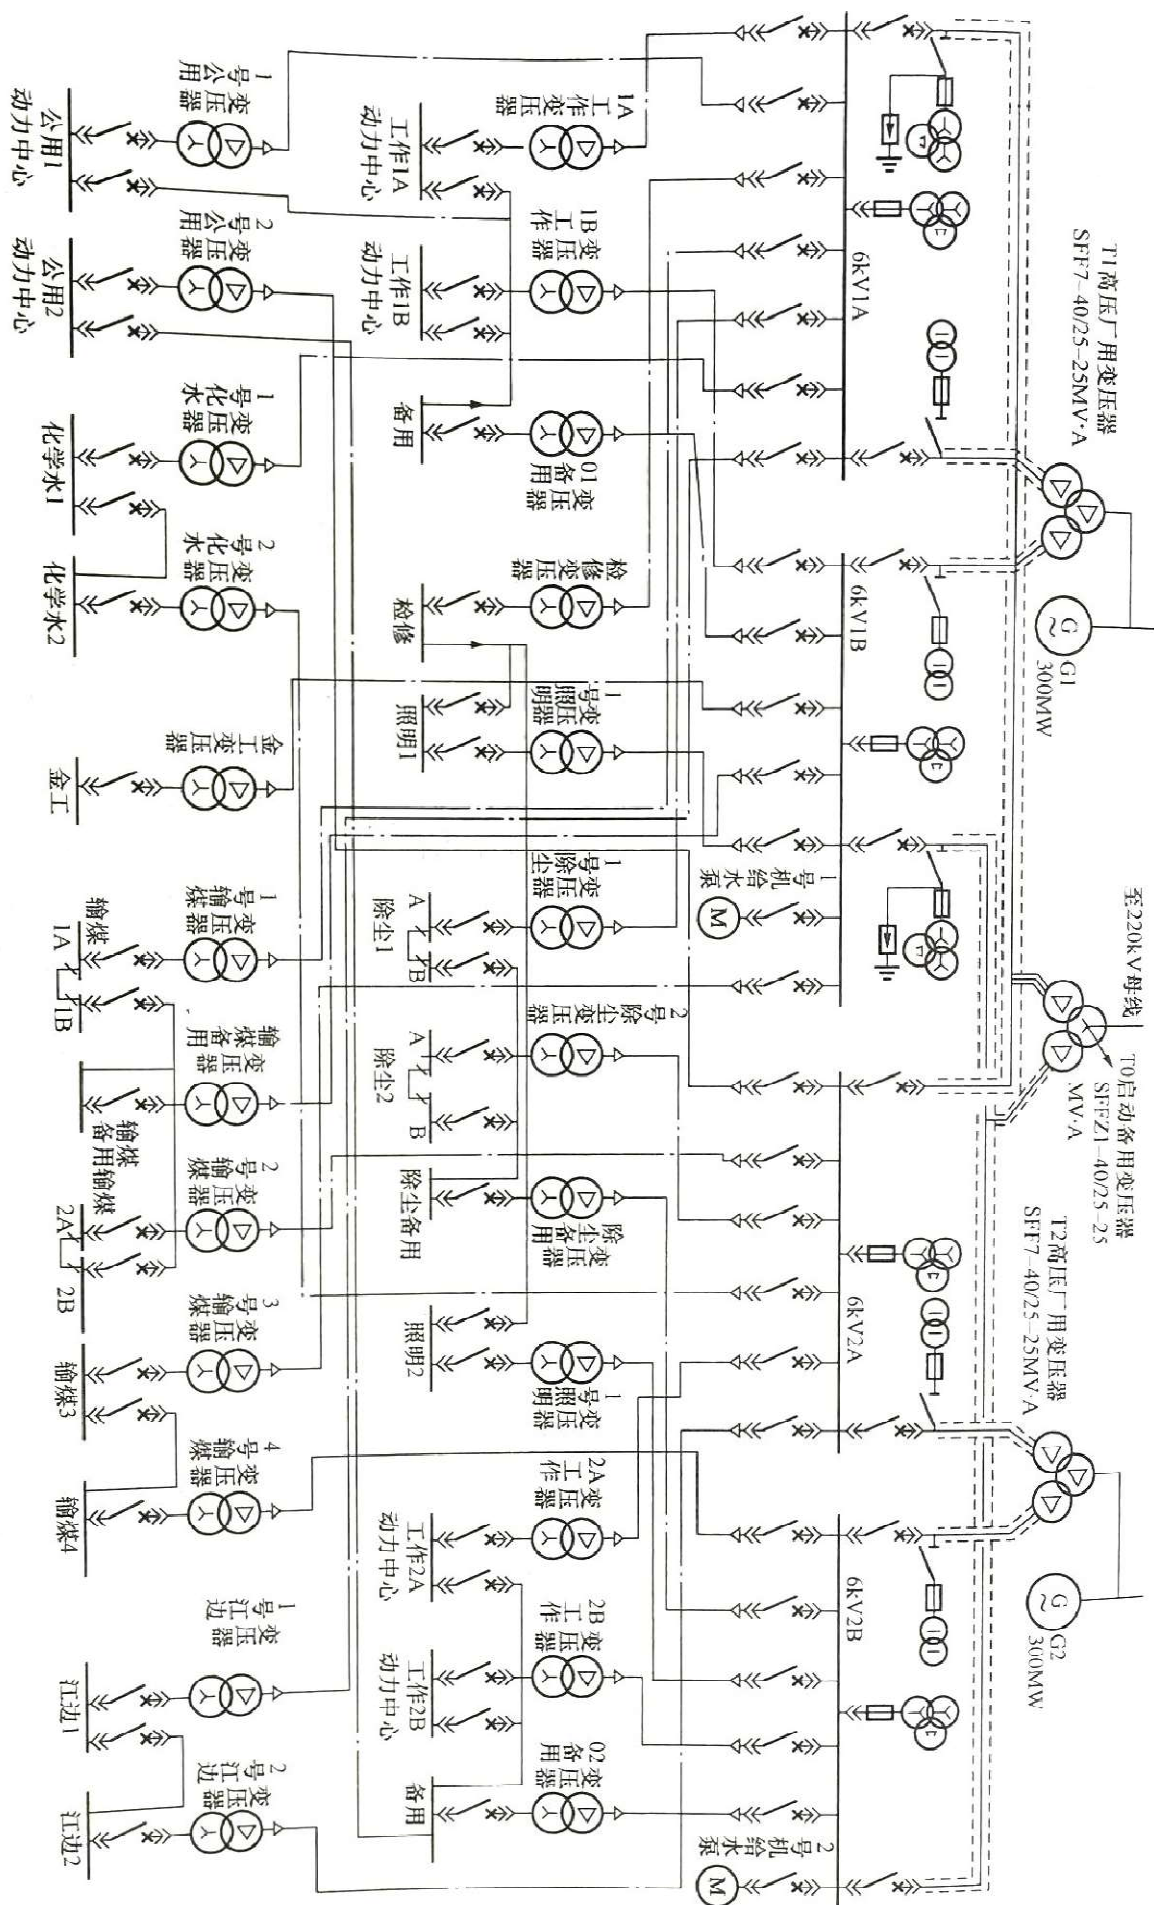 T1高压厂用变压器
SFF7-40/25-25MV·A
G
~
G1
300MW
至220kV母线
T0启动备用变压器
SFFZ1-40/25-25
MV·A
T2高压厂用变压器
SFF7-40/25-25MV·A
G
~
G2
300MW
6kV1A
6kV1B
6kV2A
6kV2B
1号机给水泵
M
2号机给水泵
M
1A工作变压器
1B工作变压器
01备用变压器
检修变压器
1号照明变压器
1号除尘变压器
2号除尘变压器
除尘备用变压器
1号照明变压器
2A工作变压器
2B工作变压器
02备用变压器
工作1A
动力中心
工作1B
动力中心
备用
检修
照明1
A
除尘1
B
A
除尘2
B
除尘备用
照明2
工作2A
动力中心
工作2B
动力中心
备用
1号公用变压器
2号公用变压器
1号化水变压器
2号化水变压器
金工变压器
1号输煤变压器
输煤备用变压器
2号输煤变压器
3号输煤变压器
4号输煤变压器
1号江边变压器
2号江边变压器
公用1
动力中心
公用2
动力中心
化学水1
化学水2
金工
输煤
1A
1B
输煤
备用输煤
2A
2B
输煤3
输煤4
江边1
江边2